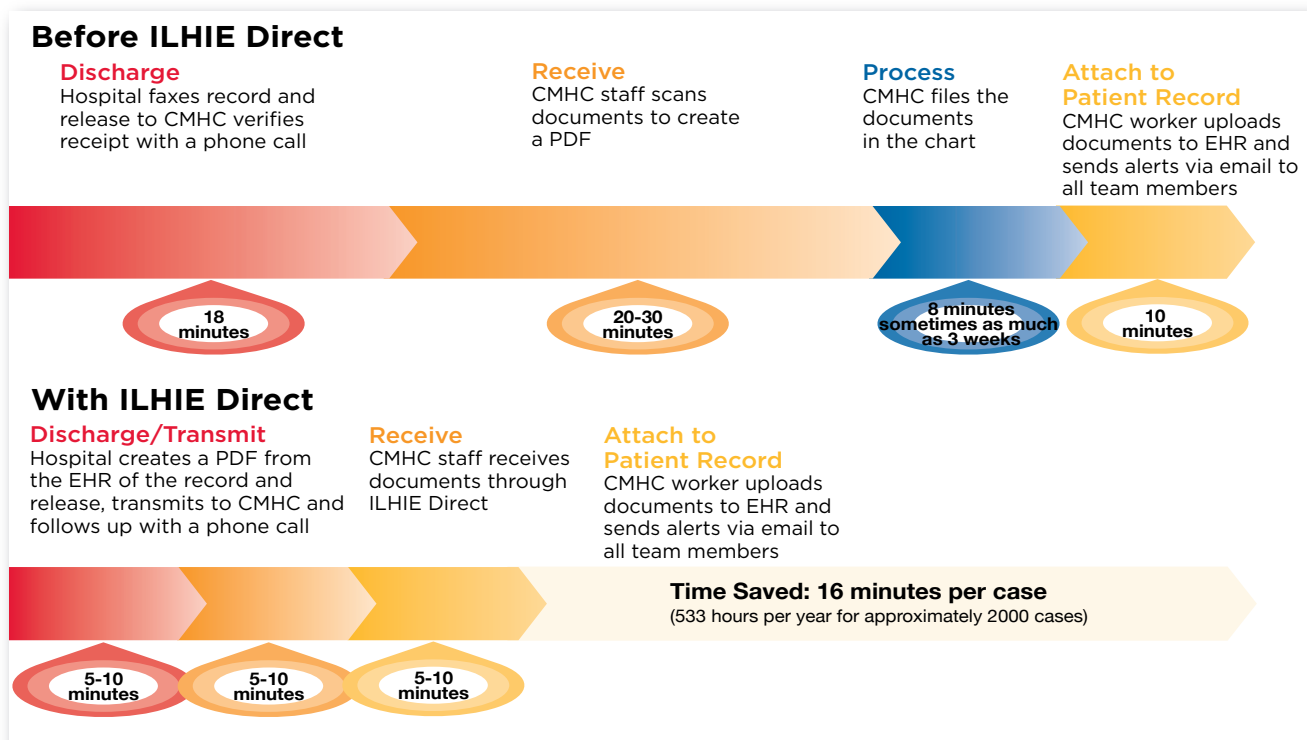 Before ILHIE Direct
Discharge
Hospital faxes record and
release to CMHC verifies
receipt with a phone call
Receive
CMHC staff scans
documents to create
a PDF
Process
CMHC files the
documents
in the chart
Attach to
Patient Record
CMHC worker uploads
documents to EHR and
sends alerts via email to
all team members
18
minutes
20-30
minutes
8 minutes
sometimes as much
as 3 weeks
10
minutes
With ILHIE Direct
Discharge/Transmit
Hospital creates a PDF from
the EHR of the record and
release, transmits to CMHC and
follows up with a phone call
Receive
CMHC staff receives
documents through
ILHIE Direct
Attach to
Patient Record
CMHC worker uploads
documents to EHR and
sends alerts via email to
all team members
Time Saved: 16 minutes per case
(533 hours per year for approximately 2000 cases)
5-10
minutes
5-10
minutes
5-10
minutes